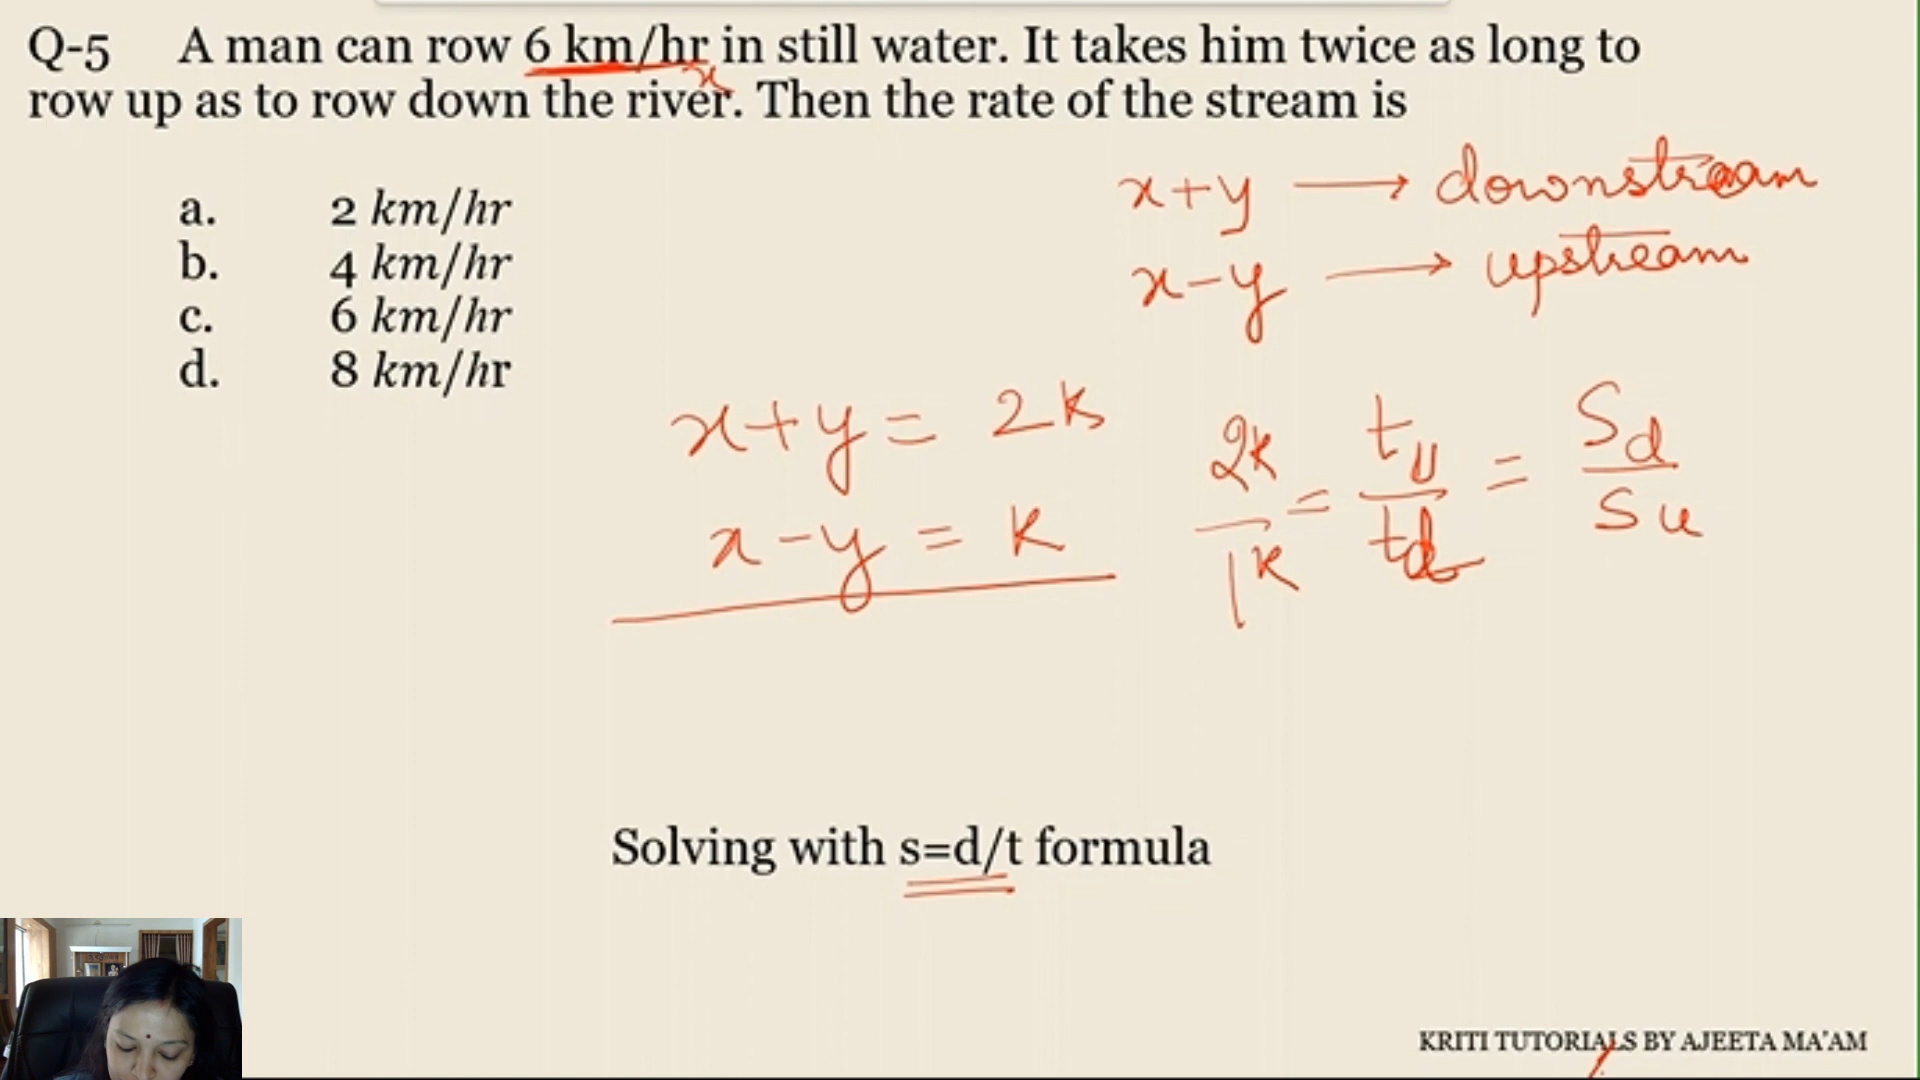 Q-5 A man can row 6 km/hr in still water. It takes him twice as long to
x
row up as to row down the river. Then the rate of the stream is
a. 2 km/hr
b. 4 km/hr
c. 6 km/hr
d. 8 km/hr
x+y → downstream
x-y → upstream
x+y = 2k
x-y = k
2k/1k = tu/td = Sd/Su
Solving with s=d/t formula
KRITI TUTORIALS BY AJEETA MA'AM